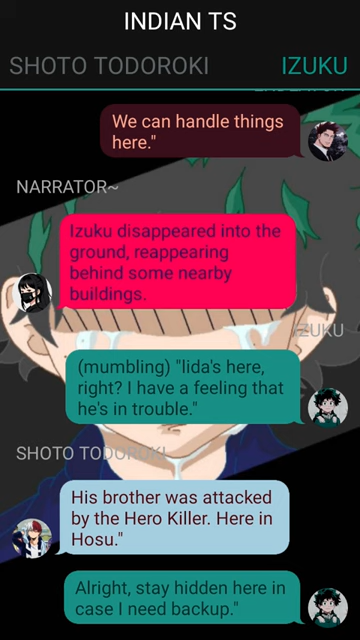 INDIAN TS
SHOTO TODOROKI IZUKU
We can handle things
here."
NARRATOR~
Izuku disappeared into the
ground, reappearing
behind some nearby
buildings.
IZUKU
(mumbling) "Iida's here,
right? I have a feeling that
he's in trouble."
SHOTO TODOROKI
His brother was attacked
by the Hero Killer. Here in
Hosu."
Alright, stay hidden here in
case I need backup."